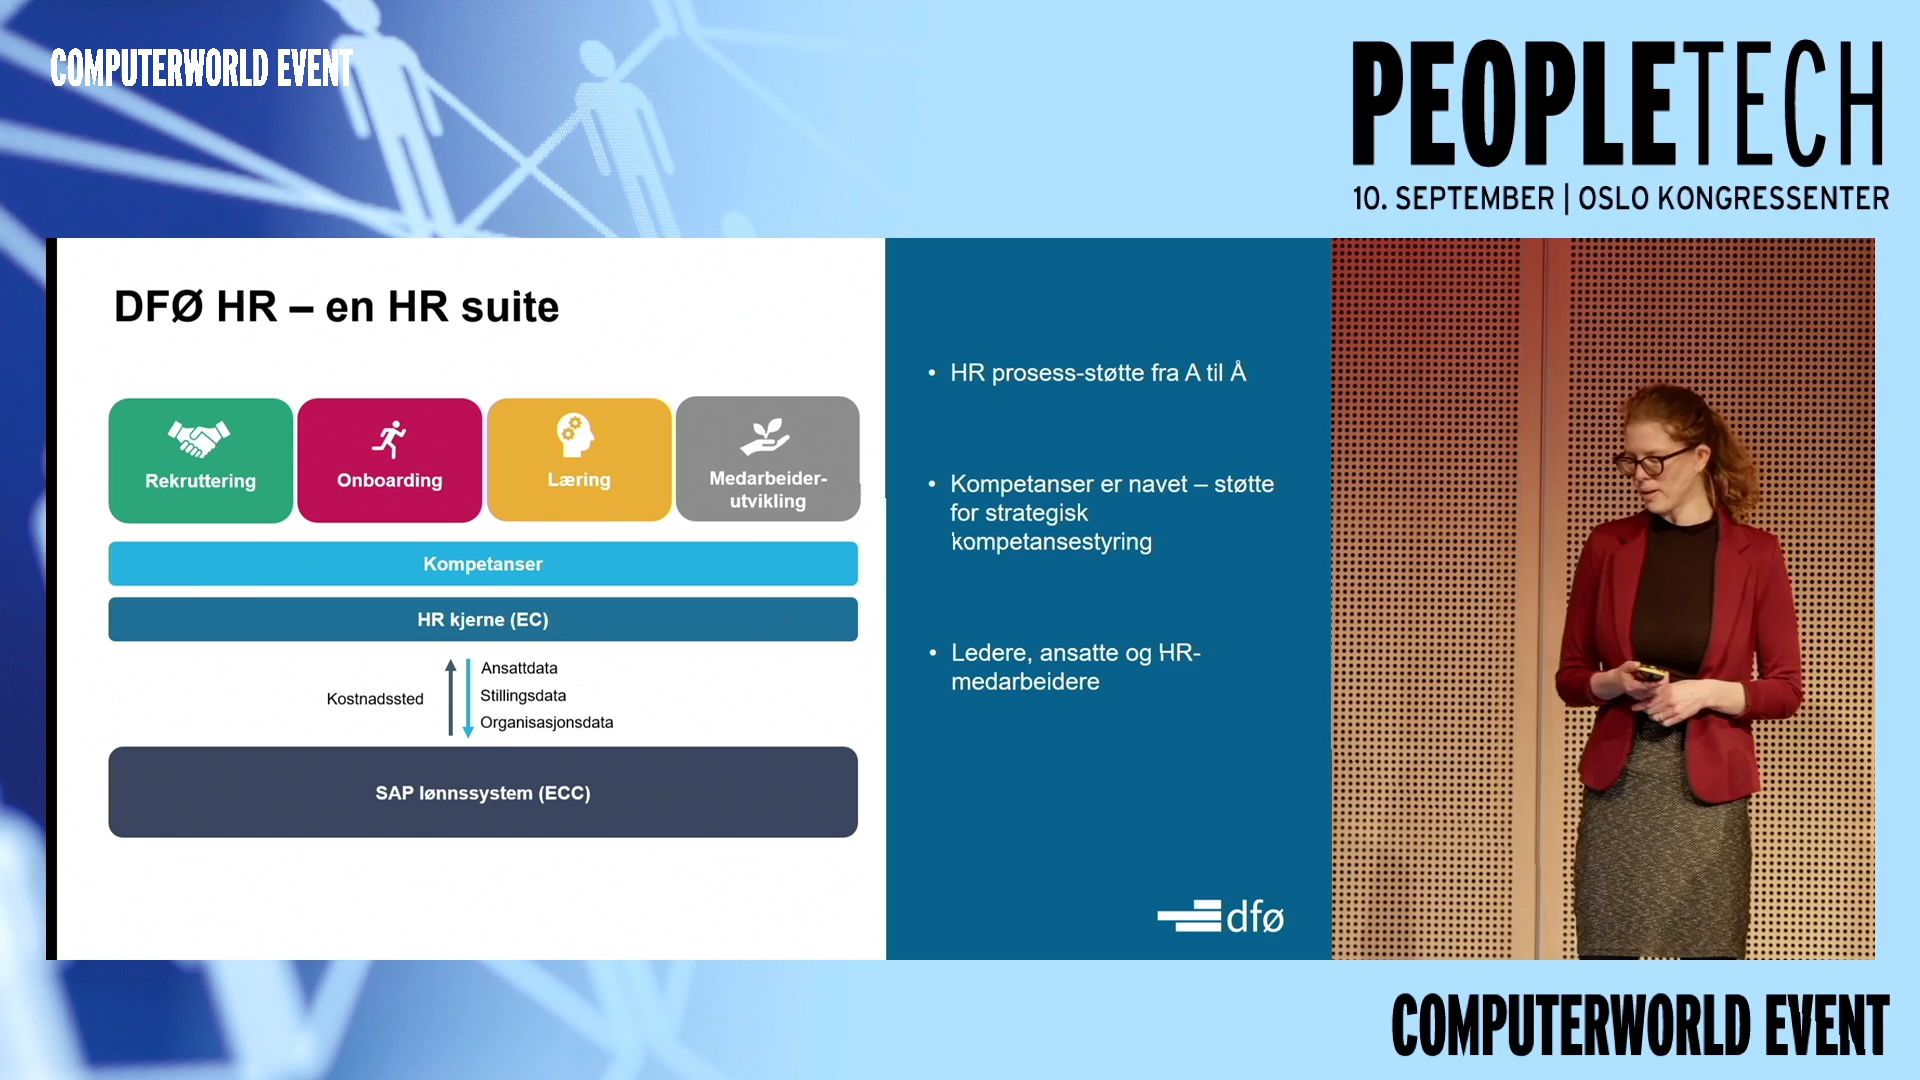 COMPUTERWORLD EVENT
PEOPLETECH
10. SEPTEMBER | OSLO KONGRESSENTER
DFØ HR – en HR suite
Rekruttering
Onboarding
Læring
Medarbeider-
utvikling
Kompetanser
HR kjerne (EC)
Kostnadssted
Ansattdata
Stillingsdata
Organisasjonsdata
SAP lønnssystem (ECC)
• HR prosess-støtte fra A til Å
• Kompetanser er navet – støtte
for strategisk
kompetansestyring
• Ledere, ansatte og HR-
medarbeidere
dfø
COMPUTERWORLD EVENT